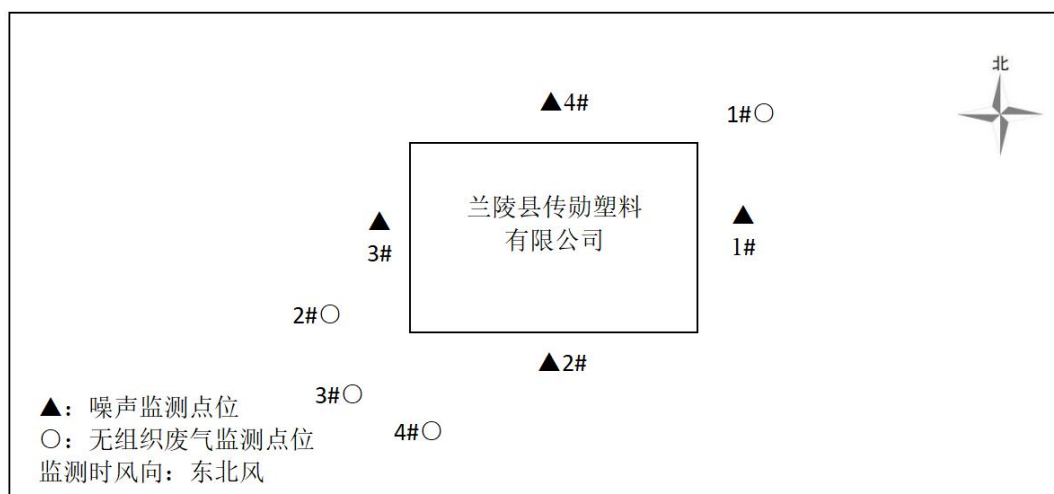 北
▲4#
1#○
兰陵县传勋塑料
有限公司
▲
3#
▲
1#
2#○
▲2#
3#○
4#○
▲：噪声监测点位
○：无组织废气监测点位
监测时风向：东北风